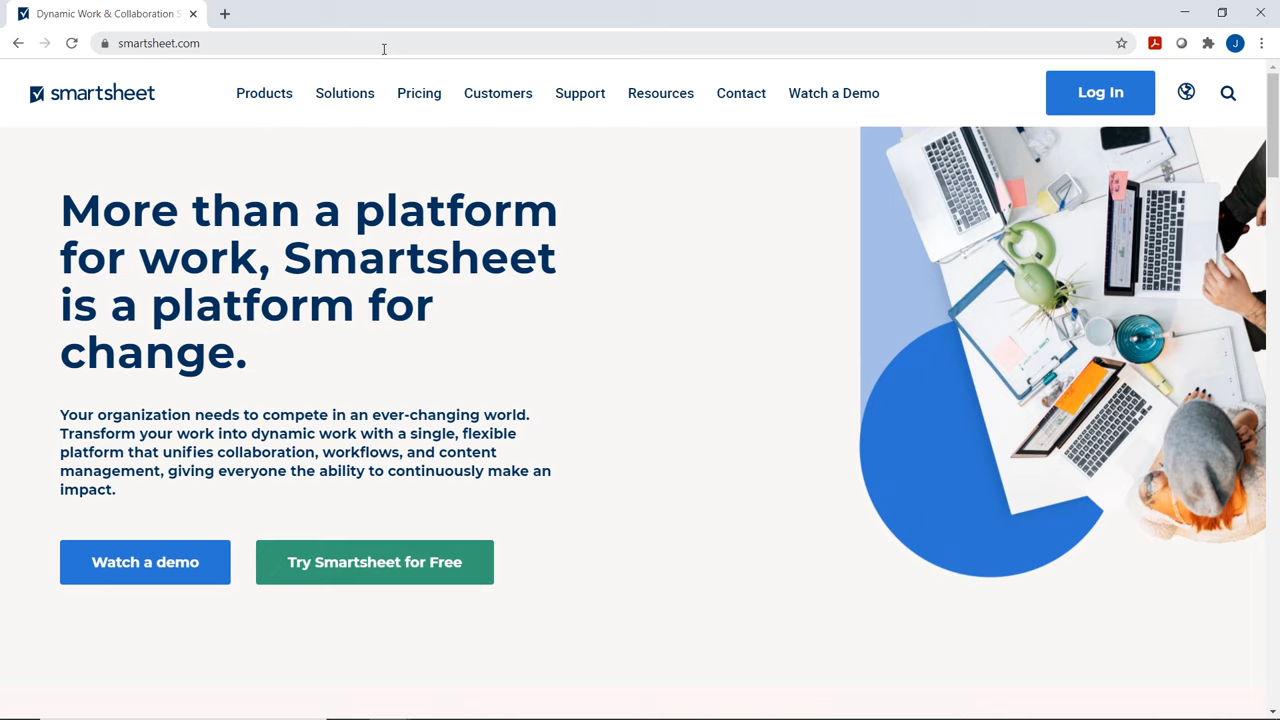 Dynamic Work & Collaboration S
smartsheet.com
J
smartsheet
Products Solutions Pricing Customers Support Resources Contact Watch a Demo
Log In
More than a platform
for work, Smartsheet
is a platform for
change.
Your organization needs to compete in an ever-changing world.
Transform your work into dynamic work with a single, flexible
platform that unifies collaboration, workflows, and content
management, giving everyone the ability to continuously make an
impact.
Watch a demo Try Smartsheet for Free